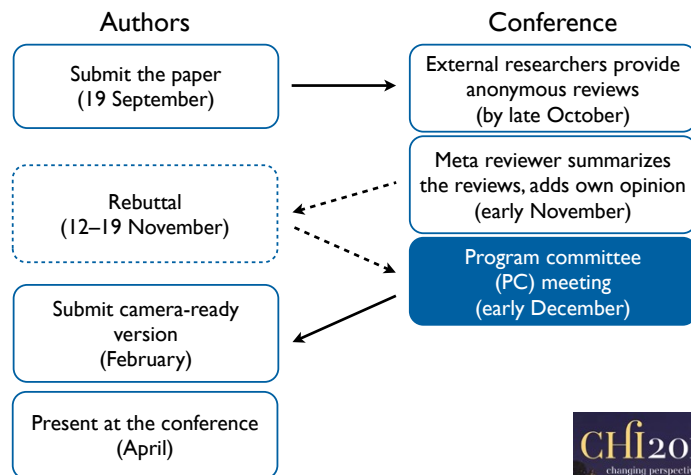 Authors
Conference
Submit the paper
(19 September)
External researchers provide
anonymous reviews
(by late October)
Meta reviewer summarizes
the reviews, adds own opinion
(early November)
Rebuttal
(12–19 November)
Program committee
(PC) meeting
(early December)
Submit camera-ready
version
(February)
Present at the conference
(April)
CHI20
changing